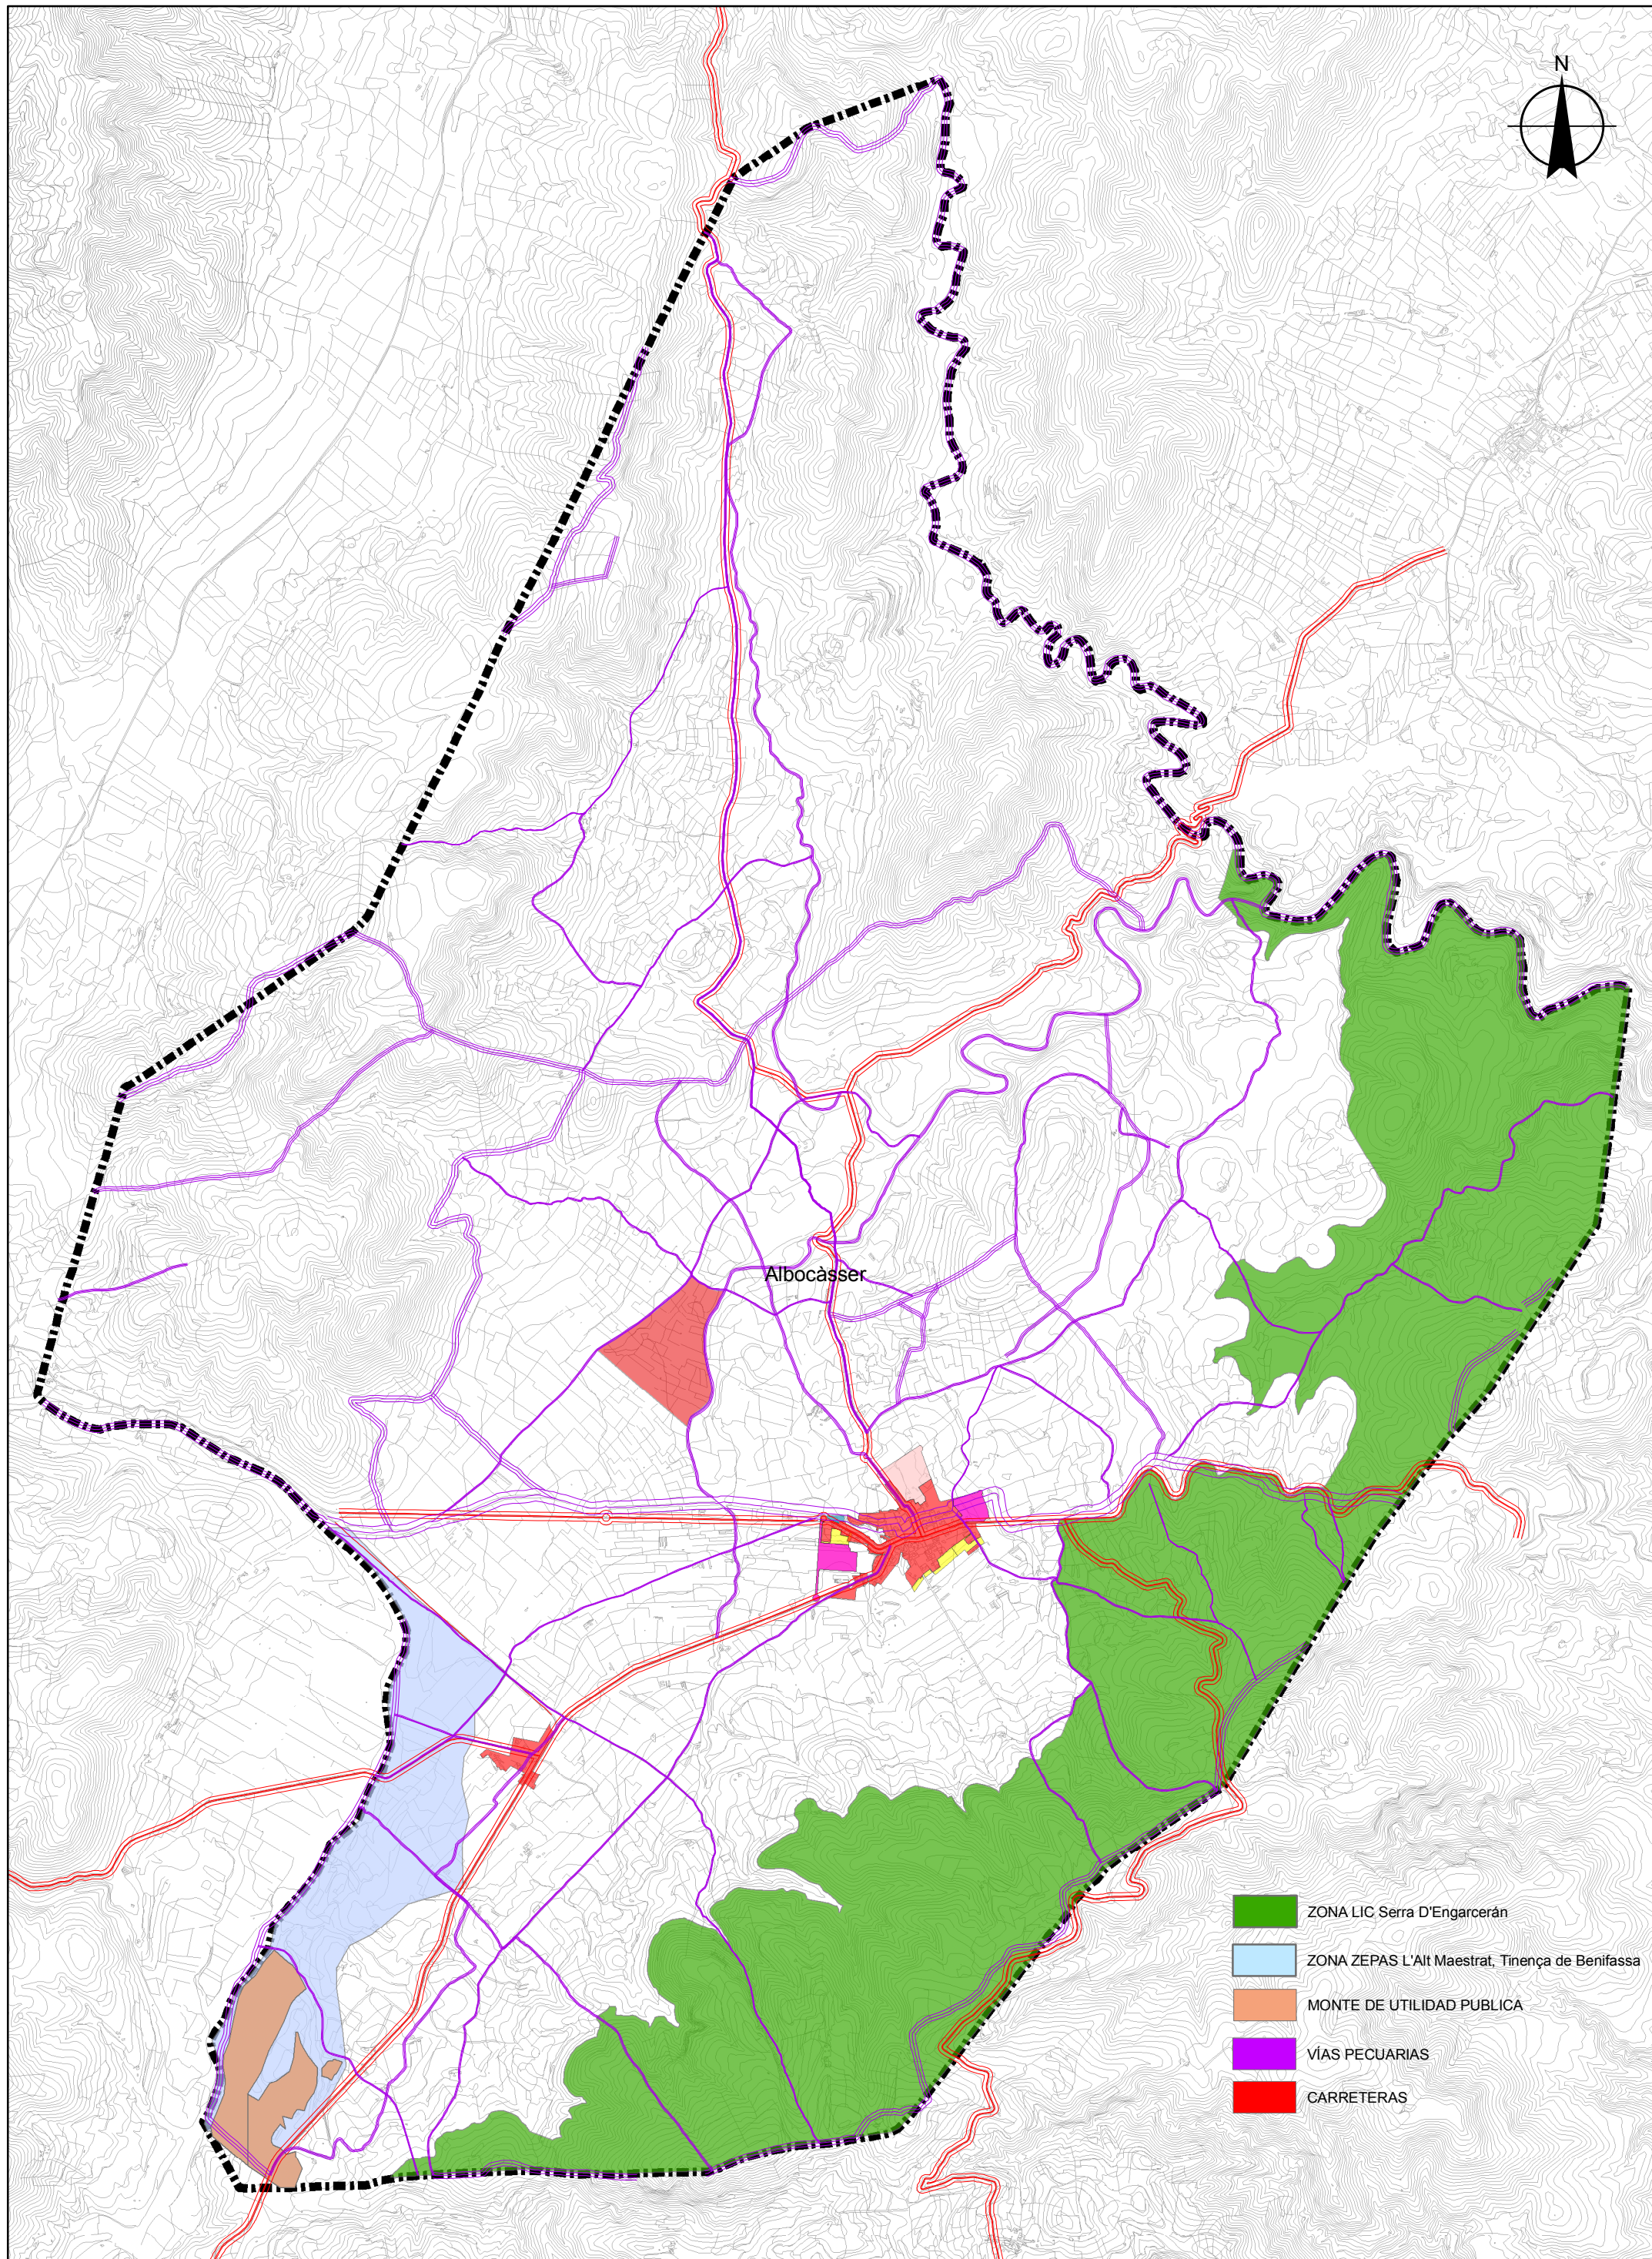 N
Albocàsser
ZONA LIC Serra D'Engarcerán
ZONA ZEPAS L'Alt Maestrat, Tinença de Benifassa
MONTE DE UTILIDAD PUBLICA
VÍAS PECUARIAS
CARRETERAS